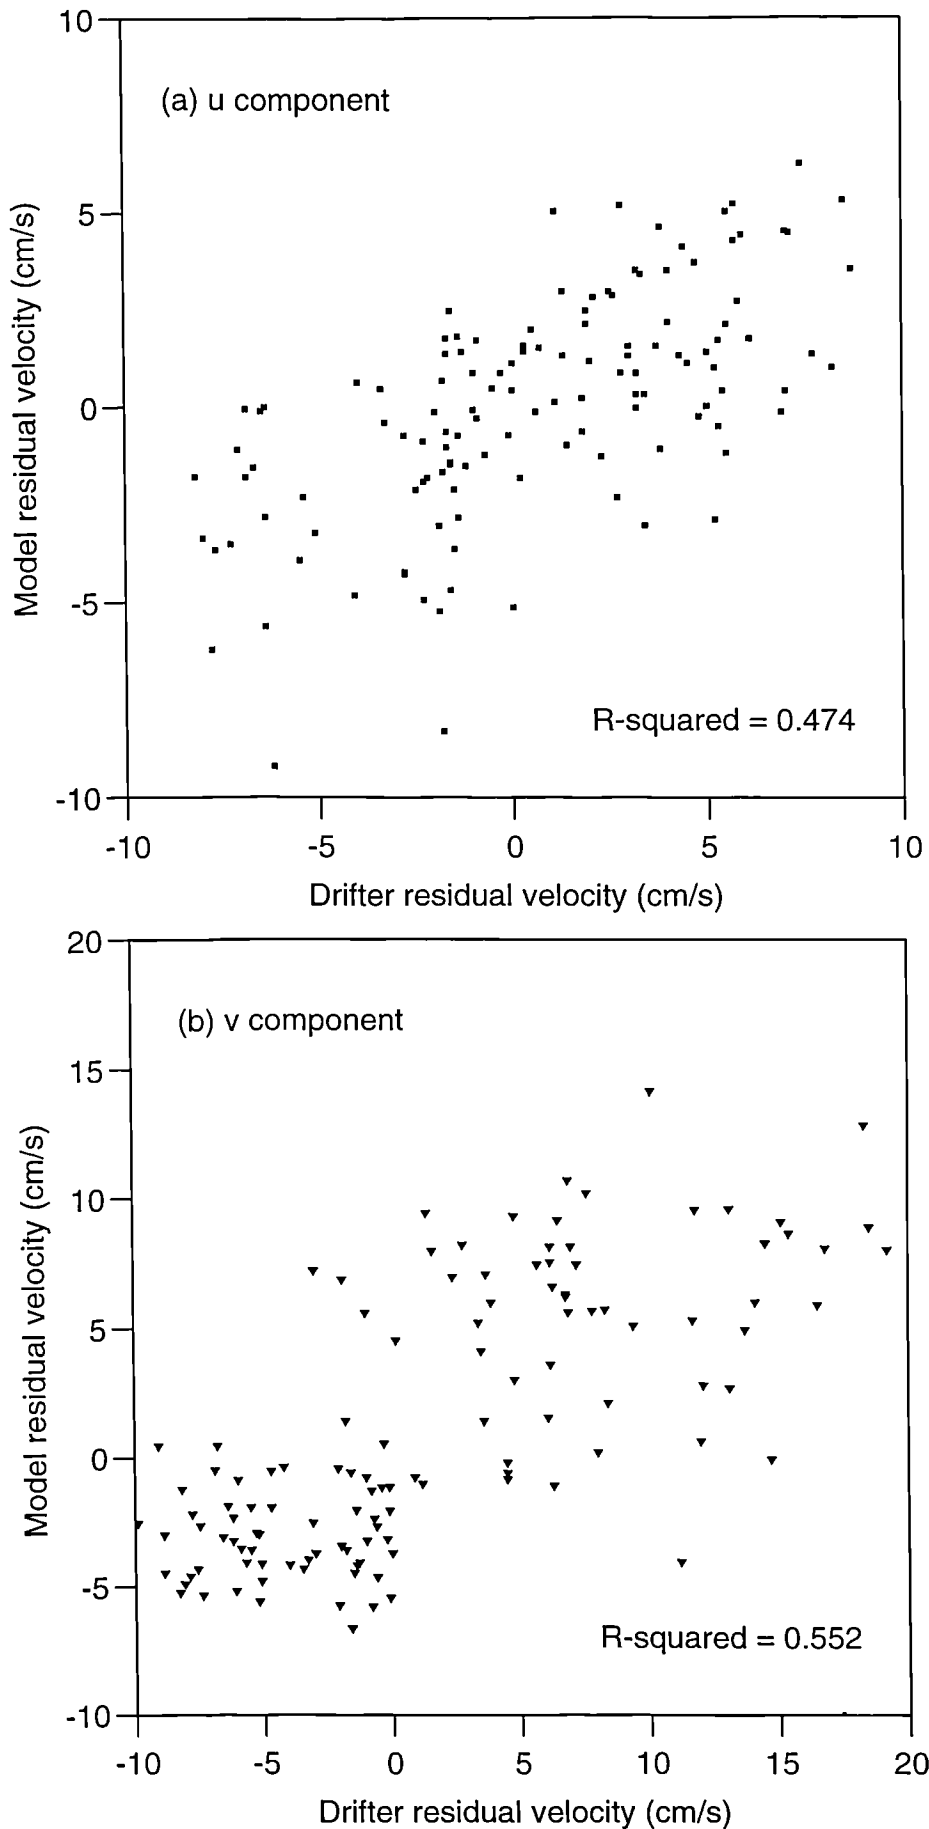 10
(a) u component
5
Model residual velocity (cm/s)
0
-5
R-squared = 0.474
-10
-10 -5 0 5 10
Drifter residual velocity (cm/s)
20
(b) v component
15
10
Model residual velocity (cm/s)
5
0
-5
R-squared = 0.552
-10
-10 -5 0 5 10 15 20
Drifter residual velocity (cm/s)